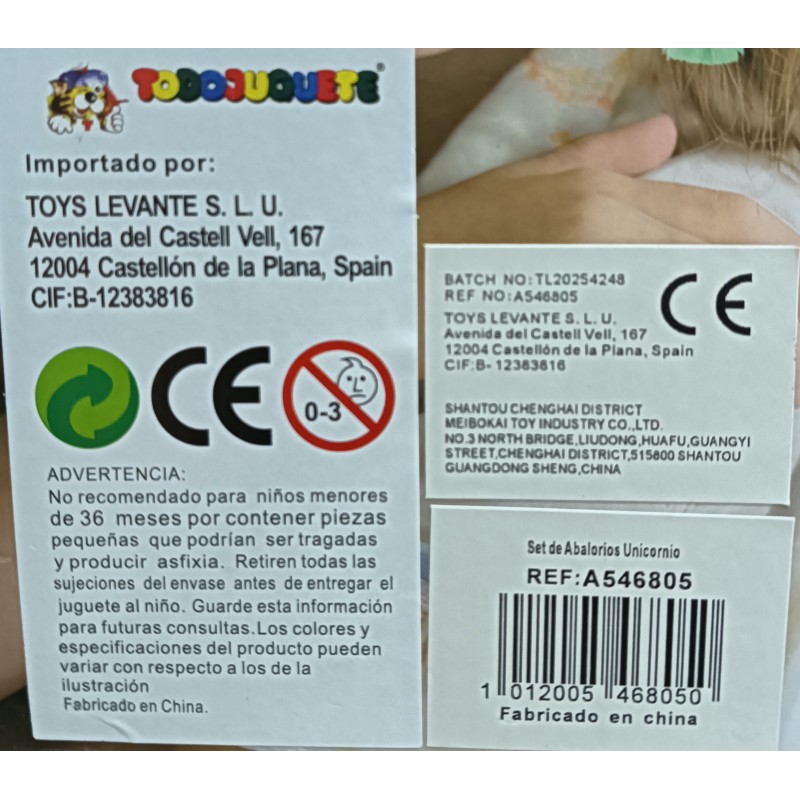 TODOJUGUETE®
Importado por:
TOYS LEVANTE S. L. U.
Avenida del Castell Vell, 167
12004 Castellón de la Plana, Spain
CIF:B-12383816
CE
0-3
ADVERTENCIA:
No recomendado para niños menores
de 36 meses por contener piezas
pequeñas que podrían ser tragadas
y producir asfixia. Retiren todas las
sujeciones del envase antes de entregar el
juguete al niño. Guarde esta información
para futuras consultas.Los colores y
especificaciones del producto pueden
variar con respecto a los de la
ilustración
Fabricado en China.
BATCH NO:TL20254248
REF NO:A546805
CE
TOYS LEVANTE S. L. U.
Avenida del Castell Vell, 167
12004 Castellón de la Plana, Spain
CIF:B- 12383816
SHANTOU CHENGHAI DISTRICT
MEIBOKAI TOY INDUSTRY CO.,LTD.
NO.3 NORTH BRIDGE,LIUDONG,HUAFU,GUANGYI
STREET,CHENGHAI DISTRICT,515800 SHANTOU
GUANGDONG SHENG,CHINA
Set de Abalorios Unicornio
REF:A546805
1 012005 468050
Fabricado en china